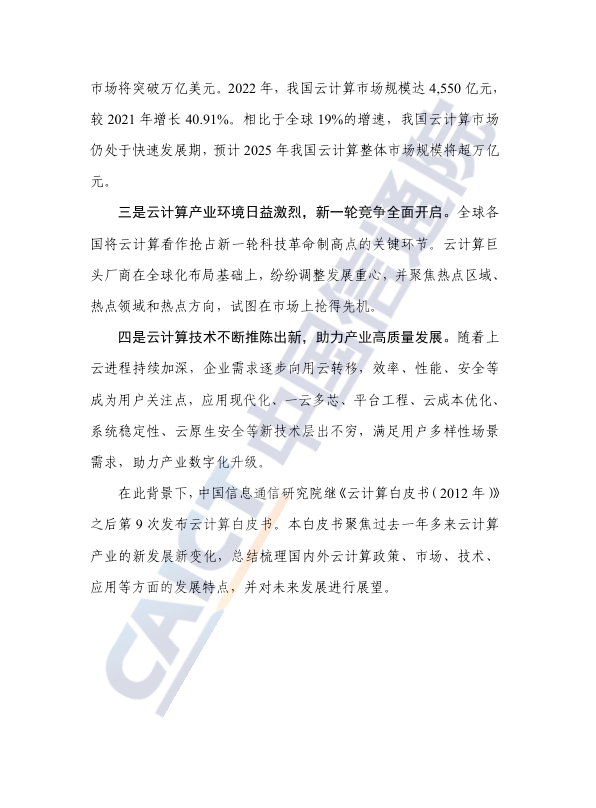 市场将突破万亿美元。2022 年，我国云计算市场规模达 4,550 亿元，
较 2021 年增长 40.91%。相比于全球 19%的增速，我国云计算市场
仍处于快速发展期，预计 2025 年我国云计算整体市场规模将超万亿
元。
三是云计算产业环境日益激烈，新一轮竞争全面开启。全球各
国将云计算看作抢占新一轮科技革命制高点的关键环节。云计算巨
头厂商在全球化布局基础上，纷纷调整发展重心，并聚焦热点区域、
热点领域和热点方向，试图在市场上抢得先机。
四是云计算技术不断推陈出新，助力产业高质量发展。随着上
云进程持续加深，企业需求逐步向用云转移，效率、性能、安全等
成为用户关注点，应用现代化、一云多芯、平台工程、云成本优化、
系统稳定性、云原生安全等新技术层出不穷，满足用户多样性场景
需求，助力产业数字化升级。
在此背景下，中国信息通信研究院继《云计算白皮书（2012 年）》
之后第 9 次发布云计算白皮书。本白皮书聚焦过去一年多来云计算
产业的新发展新变化，总结梳理国内外云计算政策、市场、技术、
应用等方面的发展特点，并对未来发展进行展望。
CAICT 中国信通院